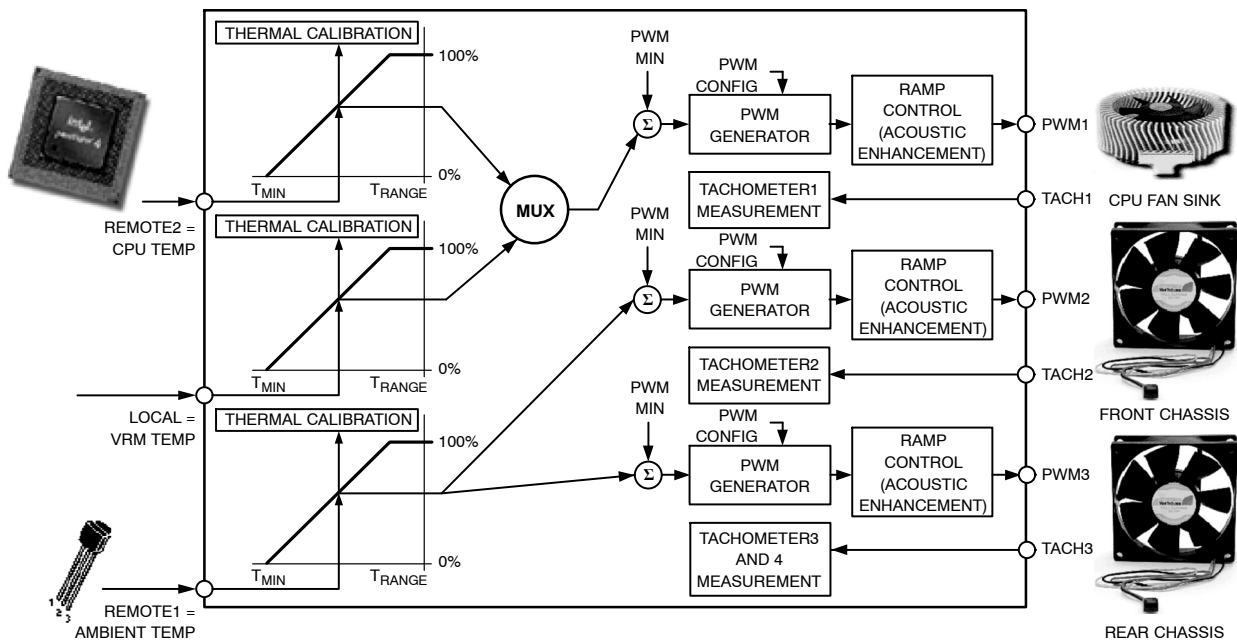 THERMAL CALIBRATION
100%
0%
TMIN
TRANGE
REMOTE2 =
CPU TEMP
THERMAL CALIBRATION
100%
0%
TMIN
TRANGE
LOCAL =
VRM TEMP
THERMAL CALIBRATION
100%
0%
TMIN
TRANGE
1
2
3
REMOTE1 =
AMBIENT TEMP
MUX
PWM
MIN
Σ
PWM
CONFIG
PWM
GENERATOR
RAMP
CONTROL
(ACOUSTIC
ENHANCEMENT)
PWM1
TACHOMETER1
MEASUREMENT
TACH1
CPU FAN SINK
PWM
MIN
Σ
PWM
CONFIG
PWM
GENERATOR
RAMP
CONTROL
(ACOUSTIC
ENHANCEMENT)
PWM2
TACHOMETER2
MEASUREMENT
TACH2
FRONT CHASSIS
PWM
MIN
Σ
PWM
CONFIG
PWM
GENERATOR
RAMP
CONTROL
(ACOUSTIC
ENHANCEMENT)
PWM3
TACHOMETER3
AND 4
MEASUREMENT
TACH3
REAR CHASSIS